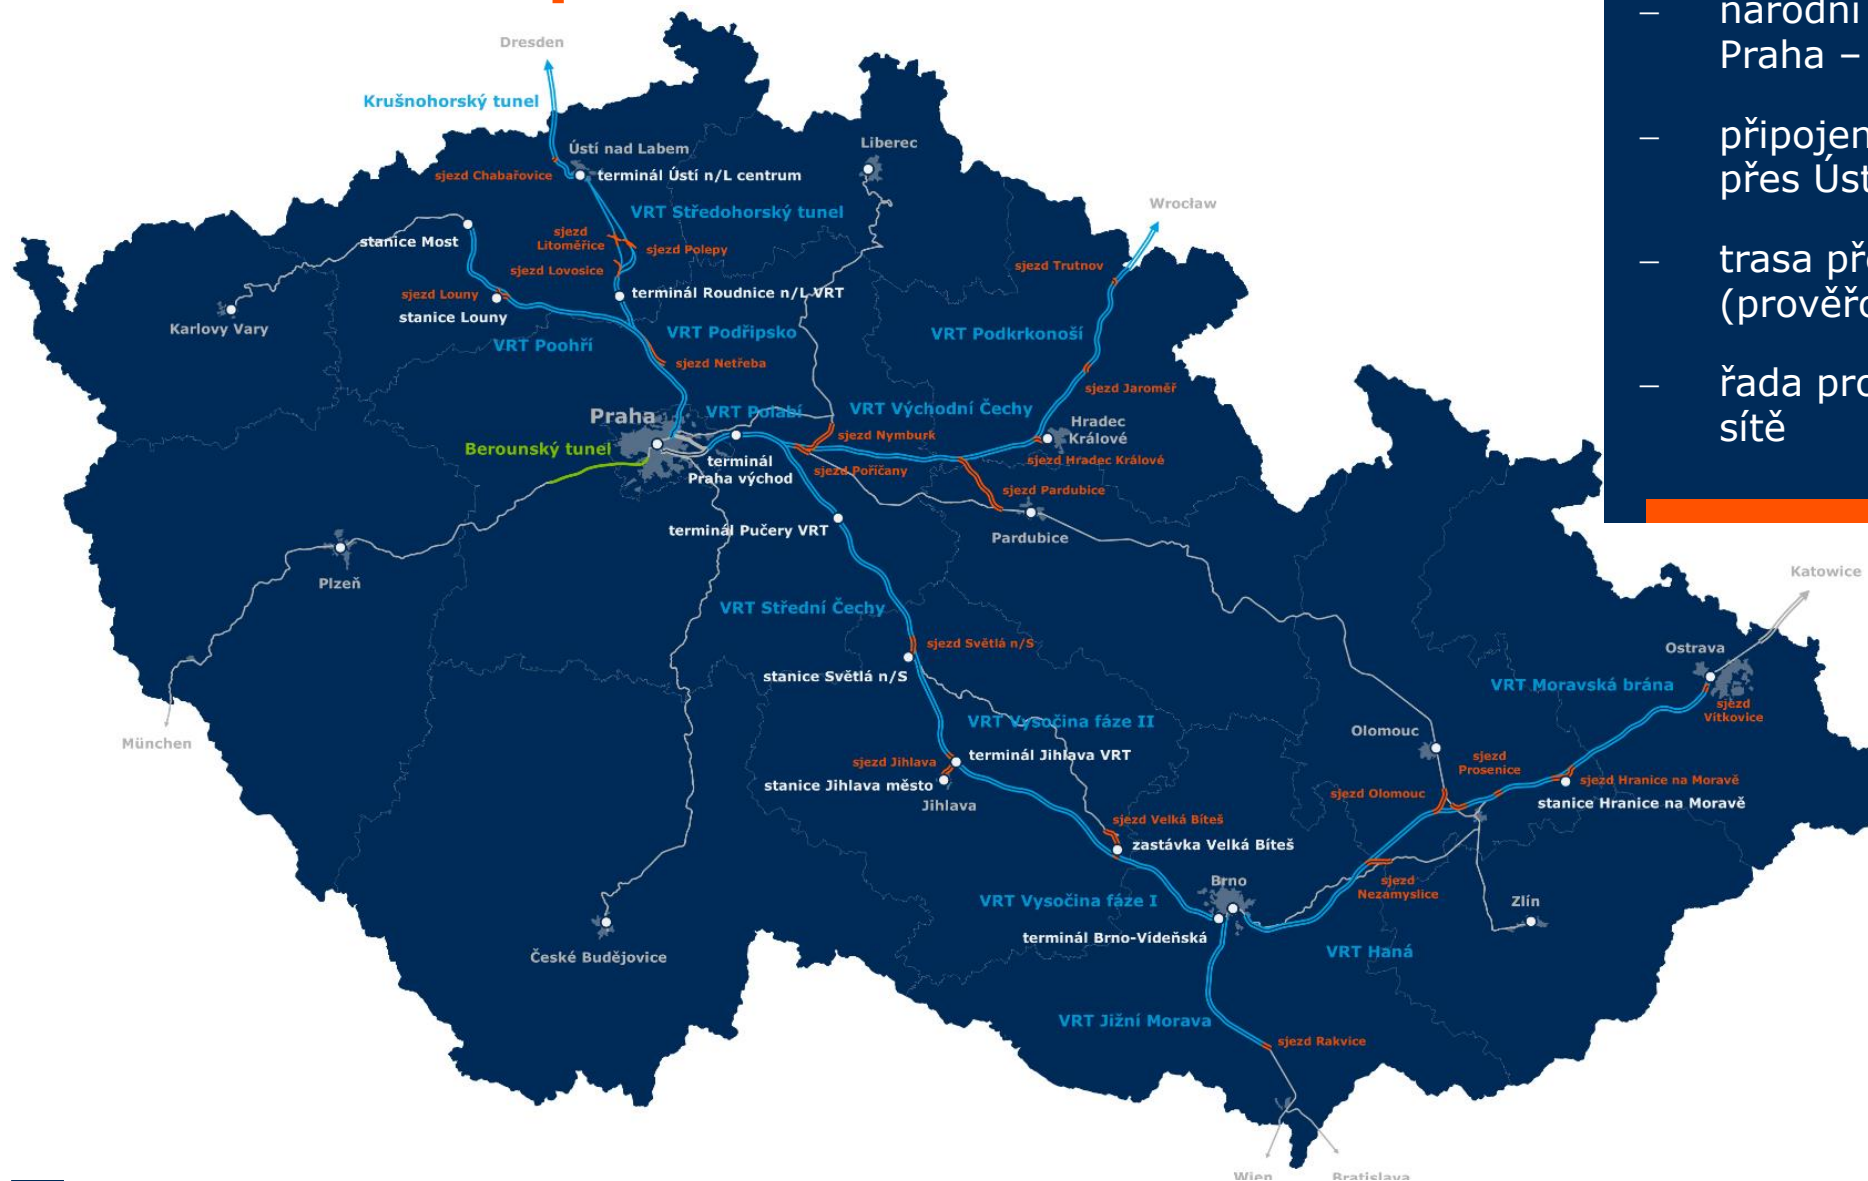 národní
Praha –
přes Úst
sítě
Dresden
Krušnohorský tunel
Ústí nad Labem
sjezd Chabařovice
terminál Ústí n/L centrum
Liberec
Wrocław
VRT Středohorský tunel
stanice Most
sjezd
Litoměřice
sjezd Polepy
sjezd Lovosice
sjezd Trutnov
sjezd Louny
terminál Roudnice n/L VRT
stanice Louny
Karlovy Vary
VRT Poohří
VRT Podřipsko
VRT Podkrkonoší
sjezd Netřeba
sjezd Jaroměř
Praha
VRT Polabí
VRT Východní Čechy
Hradec
Králové
Berounský tunel
sjezd Nymburk
terminál
Praha východ
sjezd Poříčany
sjezd Hradec Králové
sjezd Pardubice
terminál Pučery VRT
Pardubice
Plzeň
Katowice
VRT Střední Čechy
sjezd Světlá n/S
stanice Světlá n/S
Ostrava
VRT Moravská brána
sjezd
Vítkovice
München
VRT Vysočina fáze II
Olomouc
sjezd Jihlava
terminál Jihlava VRT
sjezd
Prosenice
stanice Jihlava město
Jihlava
sjezd Olomouc
sjezd Hranice na Moravě
stanice Hranice na Moravě
sjezd Velká Bíteš
zastávka Velká Bíteš
Brno
sjezd
Nezamyslice
VRT Vysočina fáze I
Zlín
terminál Brno-Vídeňská
VRT Haná
České Budějovice
VRT Jižní Morava
sjezd Rakvice
Wien
Bratislava